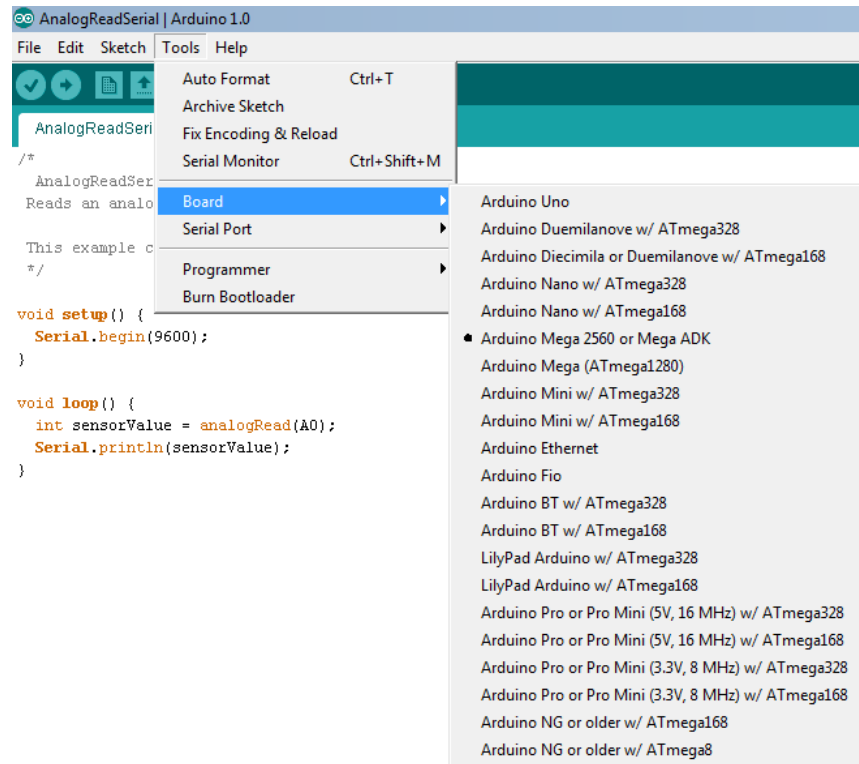 AnalogReadSerial | Arduino 1.0
File Edit Sketch Tools Help
Auto Format Ctrl+T
Archive Sketch
Fix Encoding & Reload
Serial Monitor Ctrl+Shift+M
Board
Serial Port
Programmer
Burn Bootloader
AnalogReadSeri
/*
AnalogReadSer
Reads an analo
This example c
*/
void setup() {
Serial.begin(9600);
}
void loop() {
int sensorValue = analogRead(A0);
Serial.println(sensorValue);
}
Arduino Uno
Arduino Duemilanove w/ ATmega328
Arduino Diecimila or Duemilanove w/ ATmega168
Arduino Nano w/ ATmega328
Arduino Nano w/ ATmega168
Arduino Mega 2560 or Mega ADK
Arduino Mega (ATmega1280)
Arduino Mini w/ ATmega328
Arduino Mini w/ ATmega168
Arduino Ethernet
Arduino Fio
Arduino BT w/ ATmega328
Arduino BT w/ ATmega168
LilyPad Arduino w/ ATmega328
LilyPad Arduino w/ ATmega168
Arduino Pro or Pro Mini (5V, 16 MHz) w/ ATmega328
Arduino Pro or Pro Mini (5V, 16 MHz) w/ ATmega168
Arduino Pro or Pro Mini (3.3V, 8 MHz) w/ ATmega328
Arduino Pro or Pro Mini (3.3V, 8 MHz) w/ ATmega168
Arduino NG or older w/ ATmega168
Arduino NG or older w/ ATmega8